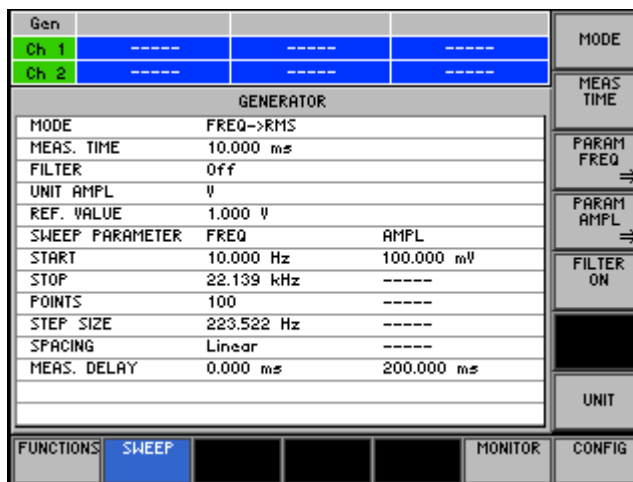 Gen
Ch 1 ----- ----- -----
Ch 2 ----- ----- -----
GENERATOR
MODE FREQ->RMS
MEAS. TIME 10.000 ms
FILTER Off
UNIT AMPL V
REF. VALUE 1.000 V
SWEEP PARAMETER FREQ AMPL
START 10.000 Hz 100.000 mV
STOP 22.139 kHz -----
POINTS 100 -----
STEP SIZE 223.522 Hz -----
SPACING Linear -----
MEAS. DELAY 0.000 ms 200.000 ms
MODE
MEAS
TIME
PARAM
FREQ
⇒
PARAM
AMPL
⇒
FILTER
ON
UNIT
FUNCTIONS SWEEP MONITOR CONFIG